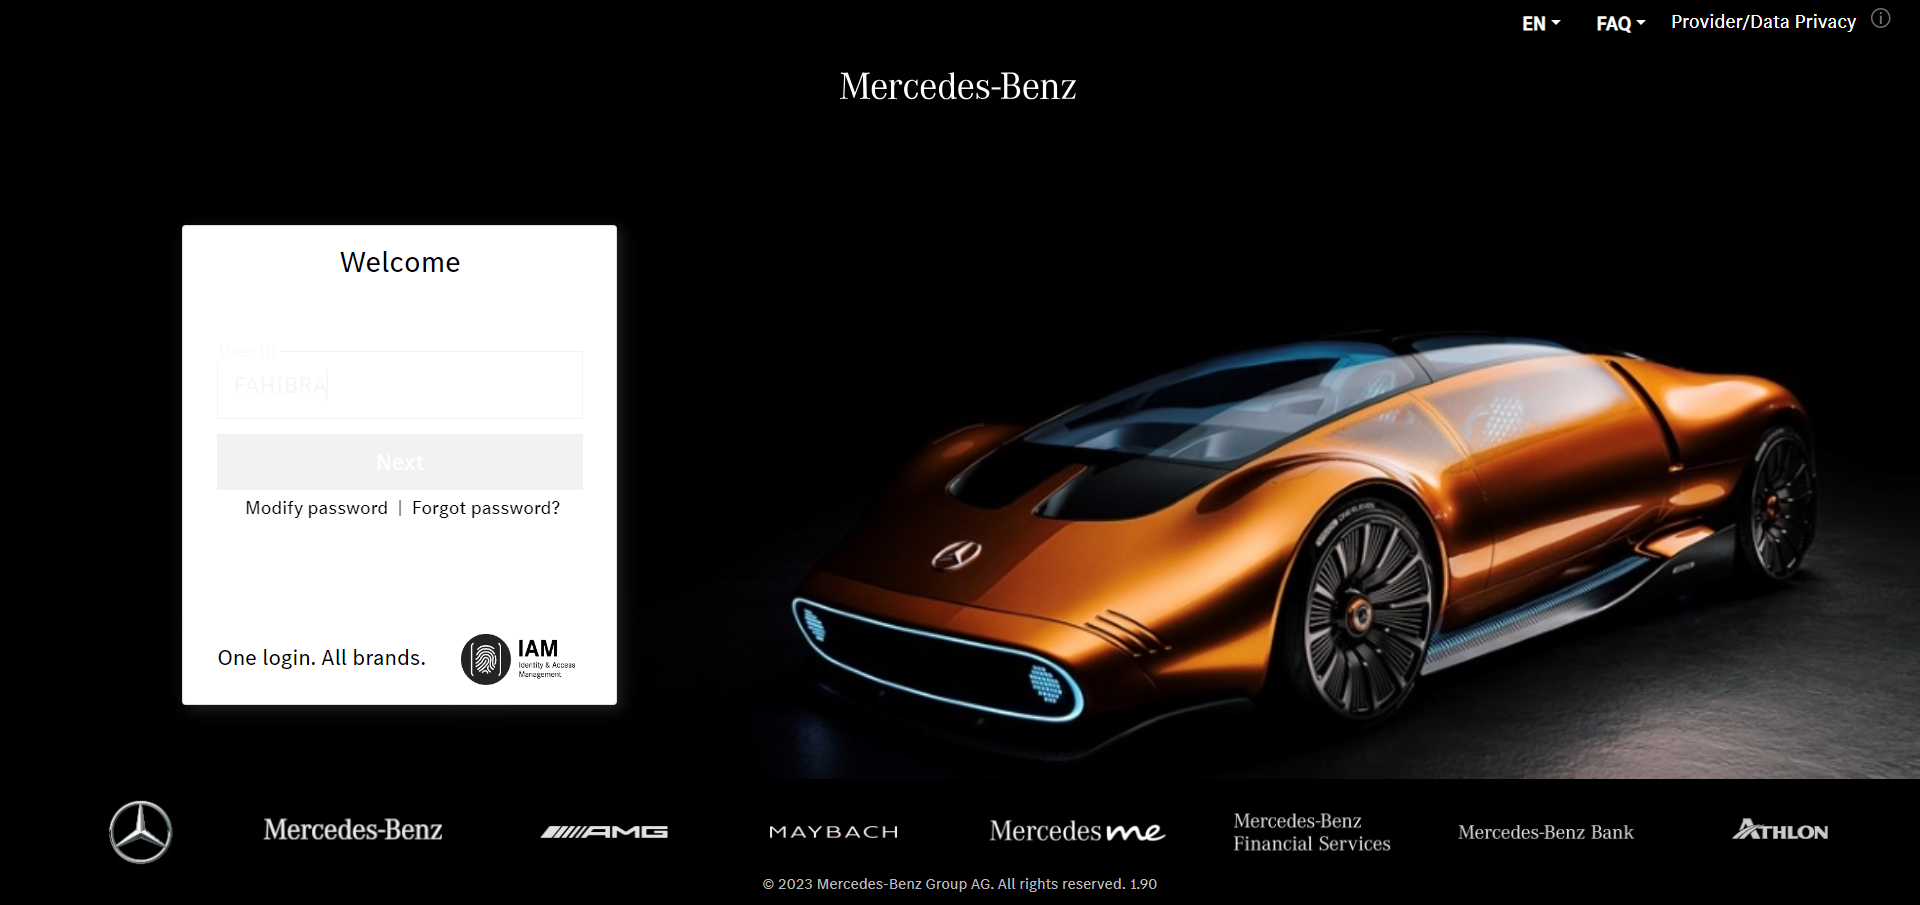 EN
FAQ
Provider/Data Privacy
Mercedes-Benz
Welcome
User ID
FAHIBRA
Next
Modify password | Forgot password?
One login. All brands.
IAM
Identity & Access
Management
Mercedes-Benz
AMG
MAYBACH
Mercedes me
Mercedes-Benz
Financial Services
Mercedes-Benz Bank
ATHLON
© 2023 Mercedes-Benz Group AG. All rights reserved. 1.90